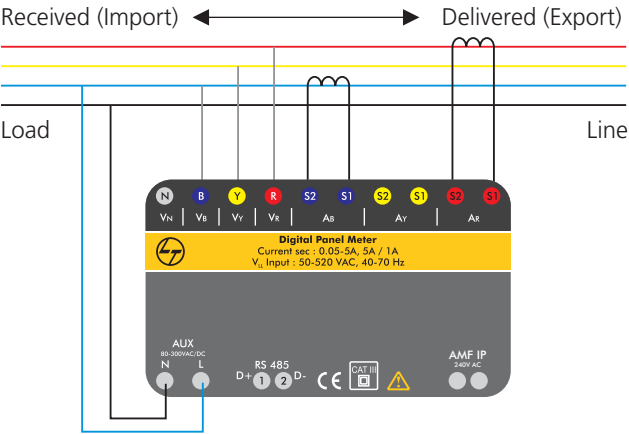 Received (Import) Delivered (Export)
Load Line
N B Y R S2 S1 S2 S1 S2 S1
VN VB VY VR AB AY AR
Digital Panel Meter
Current sec : 0.05-5A, 5A / 1A
VLL Input : 50-520 VAC, 40-70 Hz
AUX
80-300VAC/DC
N L
RS 485
D+ 1 2 D-
CE
CAT III
AMF IP
240V AC